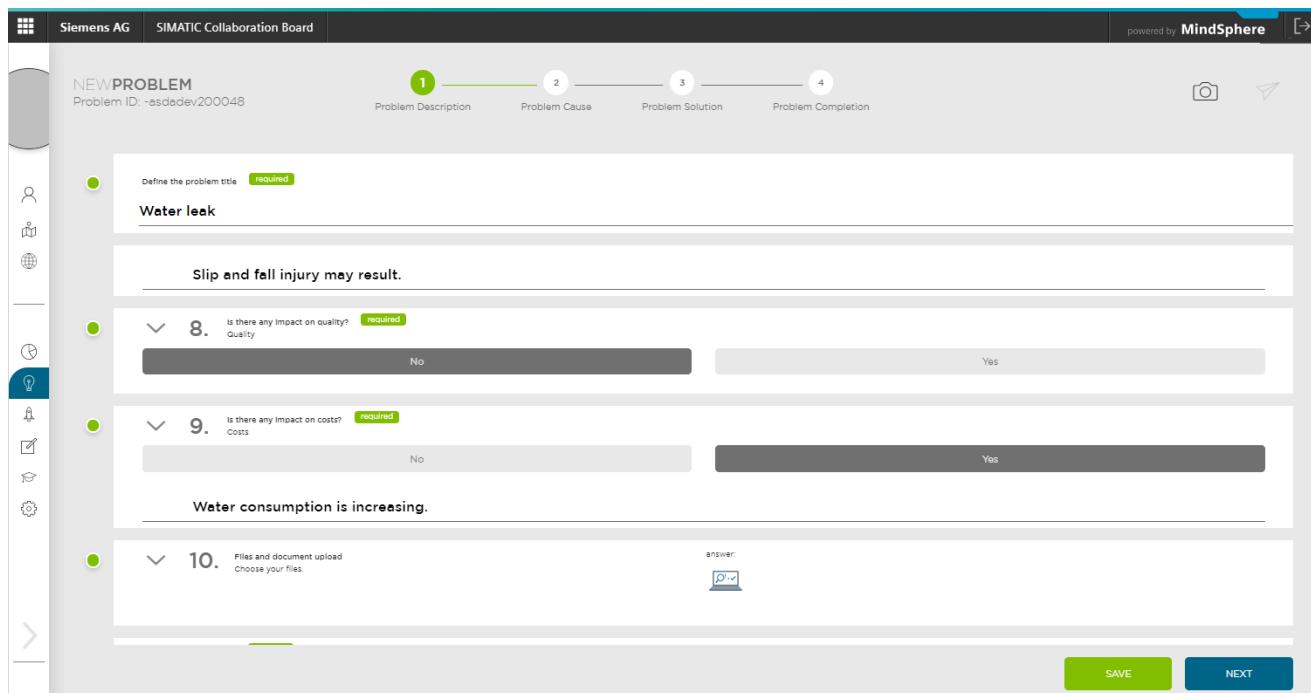 Siemens AG SIMATIC Collaboration Board powered by MindSphere
NEWPROBLEM
Problem ID: -asdadev200048
1 2 3 4
Problem Description Problem Cause Problem Solution Problem Completion
Define the problem title required
Water leak
Slip and fall injury may result.
8. Is there any impact on quality? required
Quality
No Yes
9. Is there any impact on costs? required
Costs
No Yes
Water consumption is increasing.
10. Files and document upload answer:
Choose your files.
SAVE NEXT